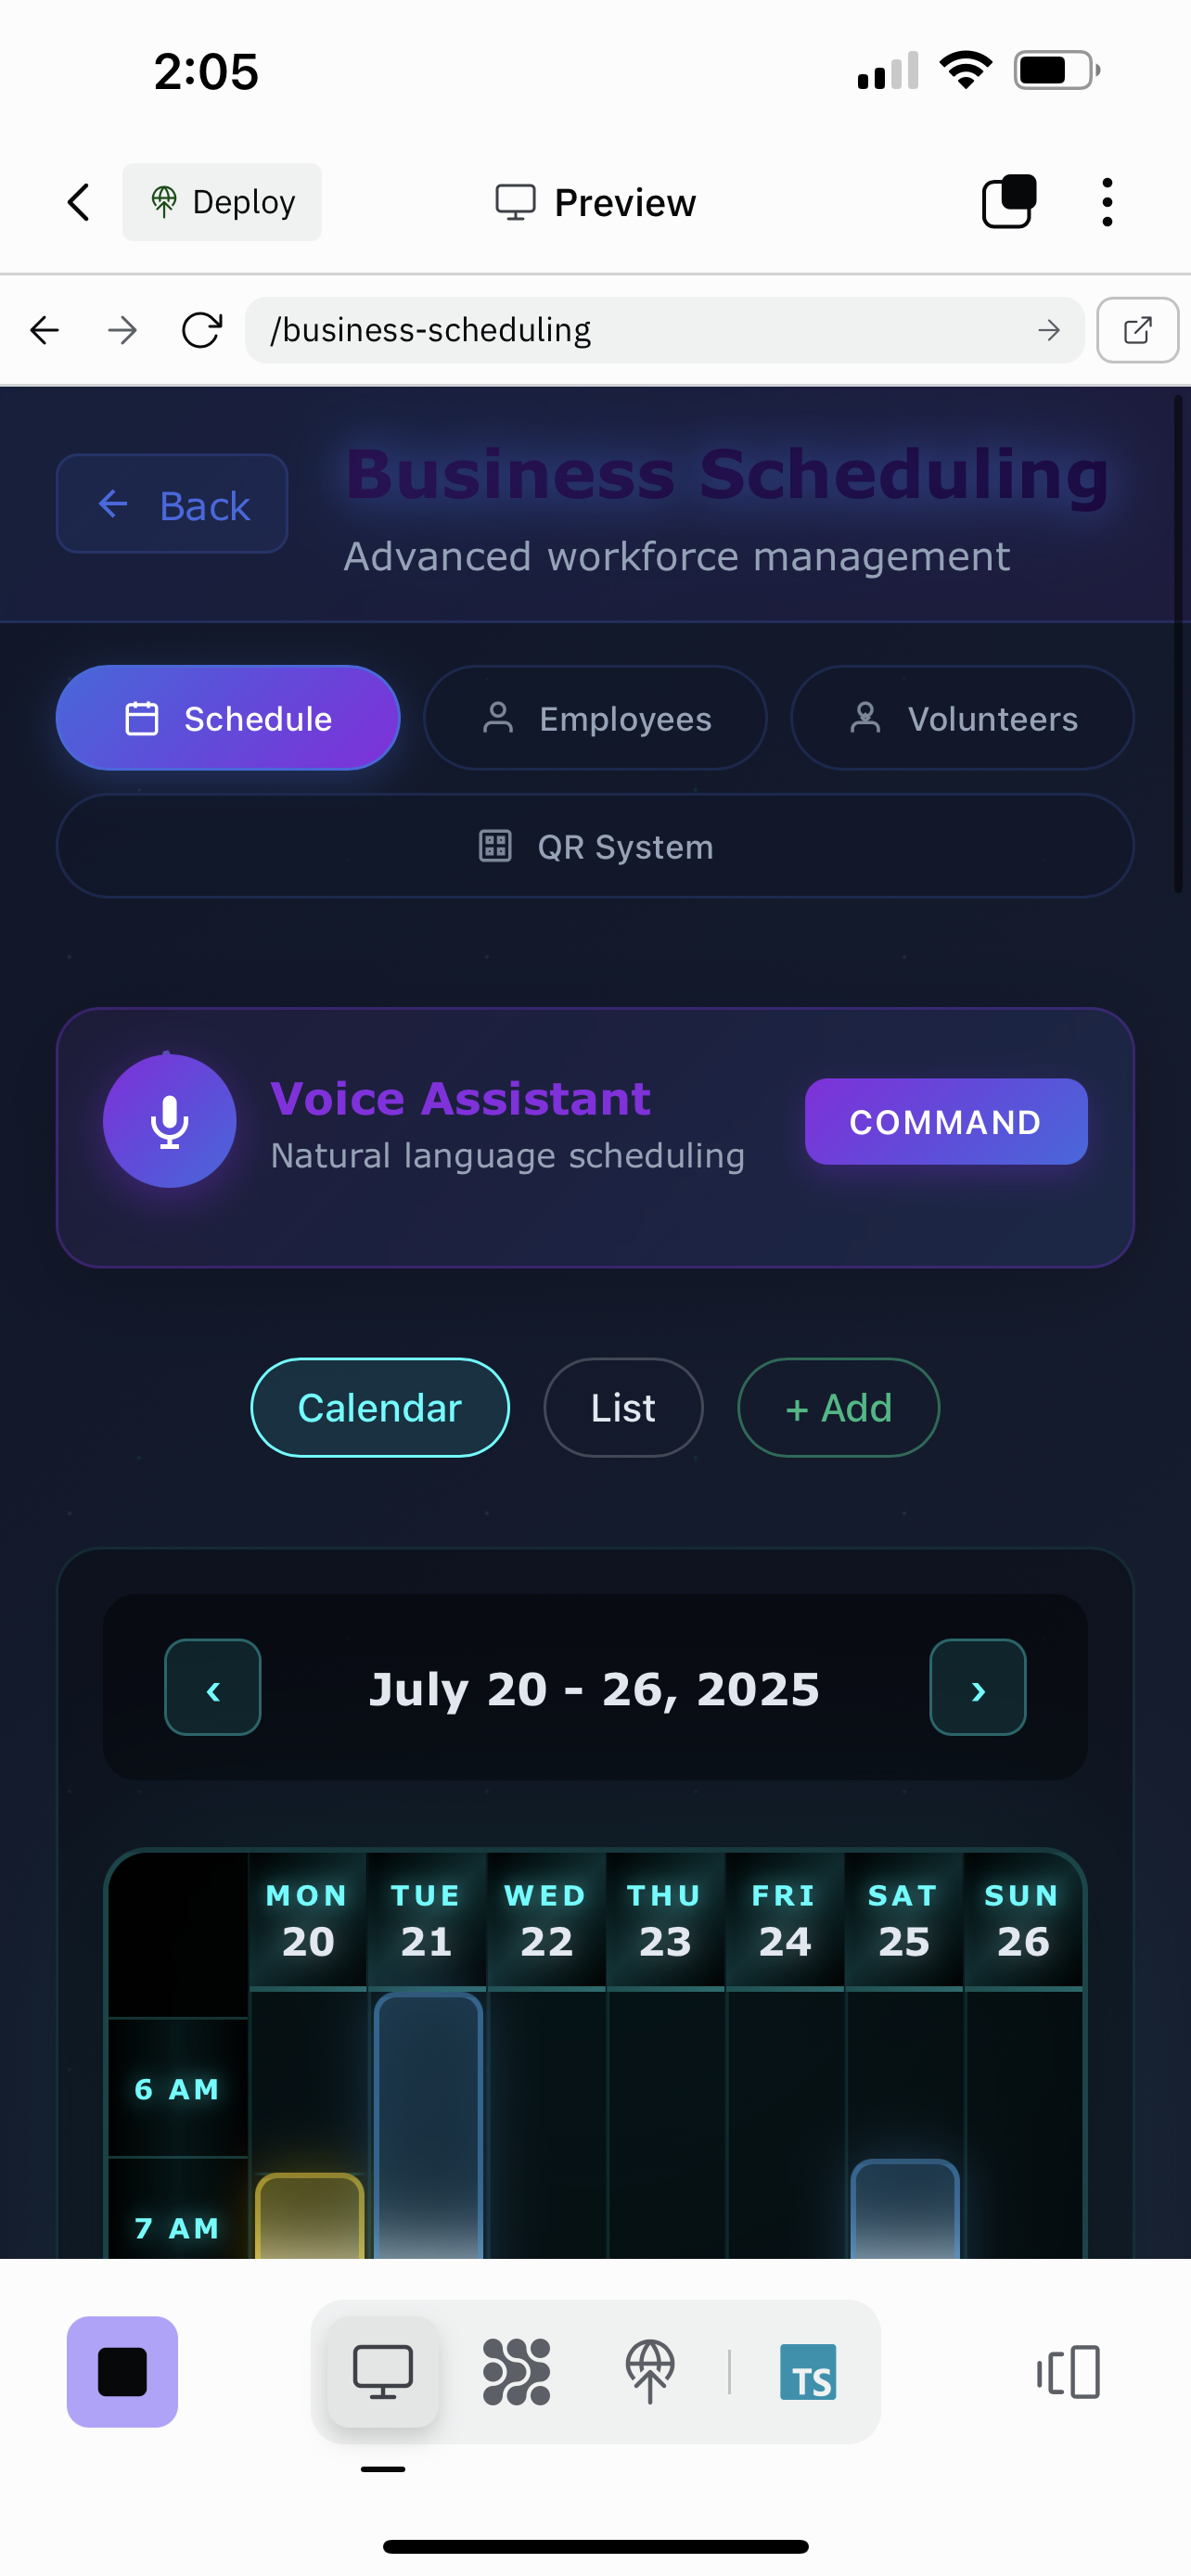 2:05
Deploy
Preview
/business-scheduling
Back
Business Scheduling
Advanced workforce management
Schedule
Employees
Volunteers
QR System
Voice Assistant
Natural language scheduling
COMMAND
Calendar
List
+ Add
‹
July 20 - 26, 2025
›
MON TUE WED THU FRI SAT SUN
20 21 22 23 24 25 26
6 AM
7 AM
TS